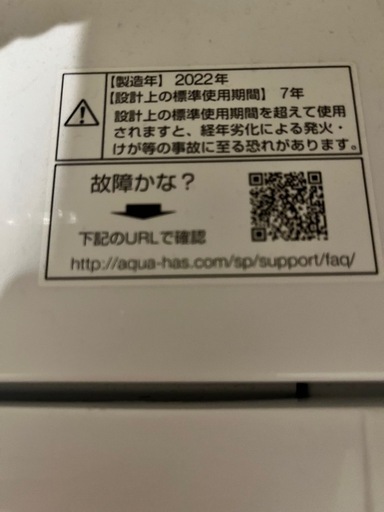 【製造年】 2022年
【設計上の標準使用期間】 7年
設計上の標準使用期間を超えて使用
されますと、経年劣化による発火・
けが等の事故に至る恐れがあります。
故障かな？
下記のURLで確認
http://aqua-has.com/sp/support/faq/